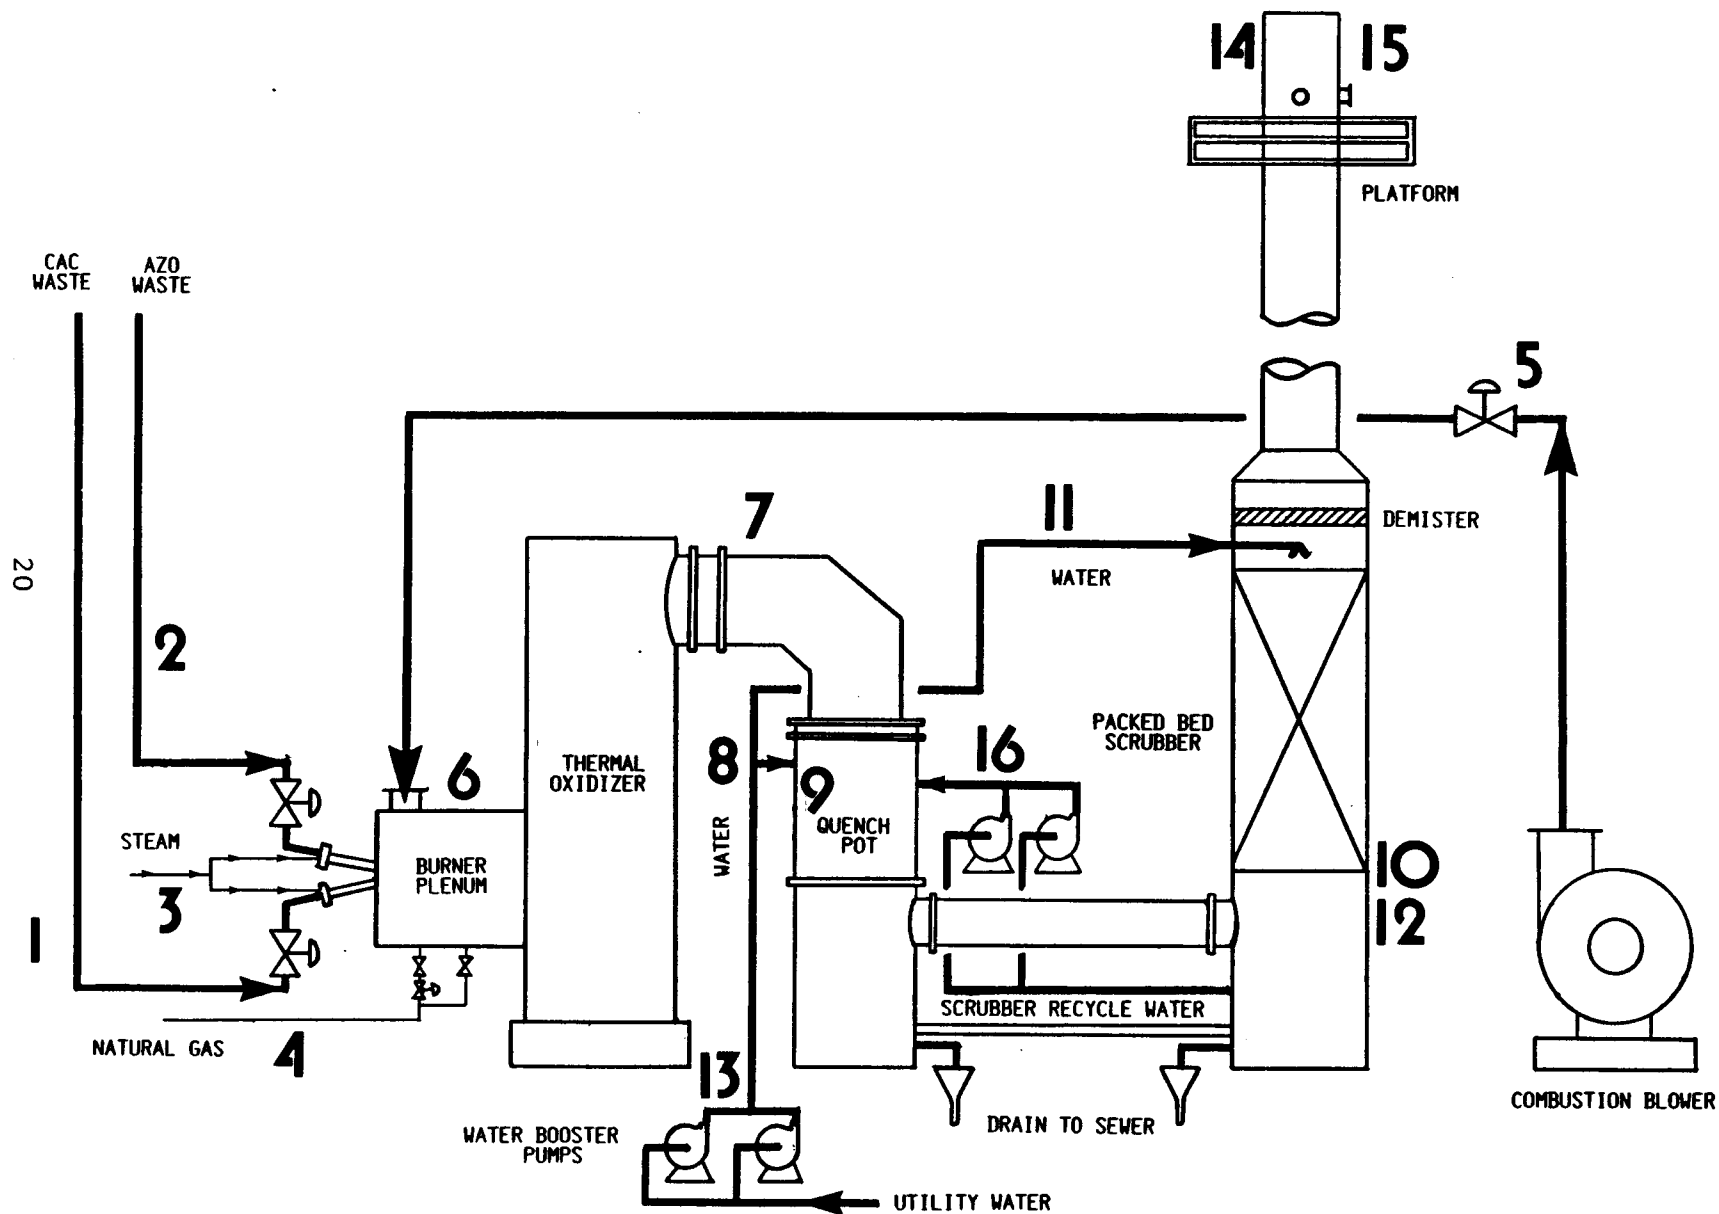 14
15
PLATFORM
CAC
WASTE
AZO
WASTE
5
7
11
DEMISTER
WATER
20
2
PACKED BED
SCRUBBER
8
16
6
THERMAL
OXIDIZER
9
QUENCH
POT
WATER
STEAM
BURNER
PLENUM
3
10
12
1
SCRUBBER RECYCLE WATER
NATURAL GAS
4
13
COMBUSTION BLOWER
DRAIN TO SEWER
WATER BOOSTER
PUMPS
UTILITY WATER